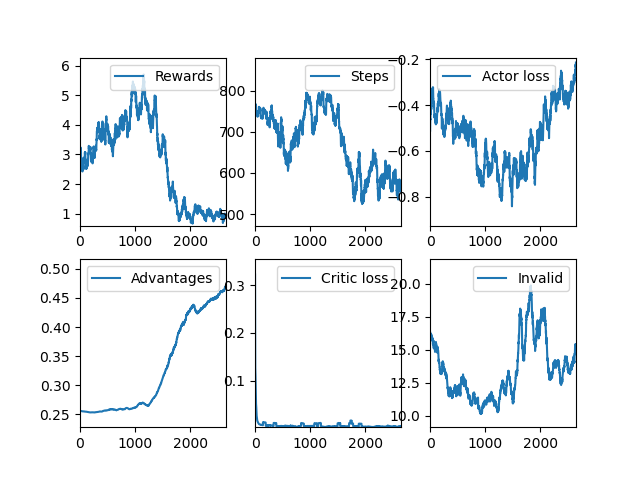 Rewards
6
5
4
3
2
1
0 1000 2000
Steps
800
700
600
500
0 1000 2000
Actor loss
−0.2
−0.4
−0.6
−0.8
0 1000 2000
Advantages
0.50
0.45
0.40
0.35
0.30
0.25
0 1000 2000
Critic loss
0.3
0.2
0.1
0 1000 2000
Invalid
20.0
17.5
15.0
12.5
10.0
0 1000 2000